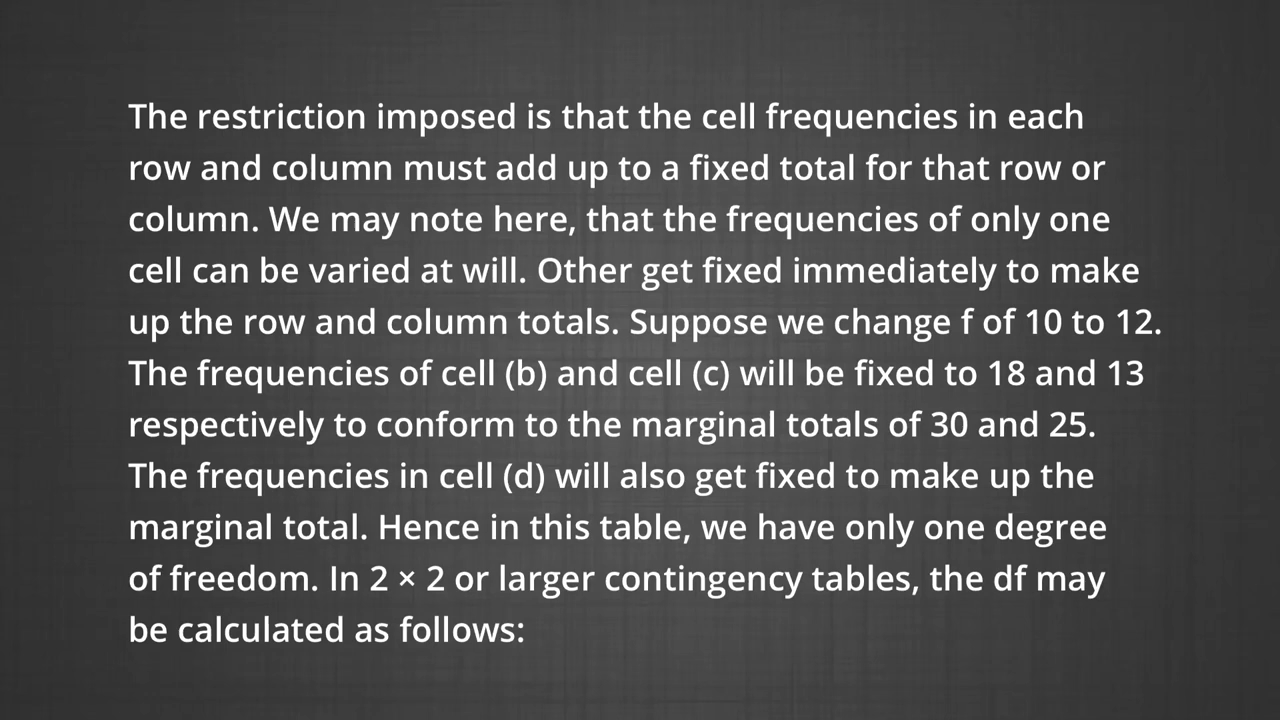 The restriction imposed is that the cell frequencies in each
row and column must add up to a fixed total for that row or
column. We may note here, that the frequencies of only one
cell can be varied at will. Other get fixed immediately to make
up the row and column totals. Suppose we change f of 10 to 12.
The frequencies of cell (b) and cell (c) will be fixed to 18 and 13
respectively to conform to the marginal totals of 30 and 25.
The frequencies in cell (d) will also get fixed to make up the
marginal total. Hence in this table, we have only one degree
of freedom. In 2 × 2 or larger contingency tables, the df may
be calculated as follows: